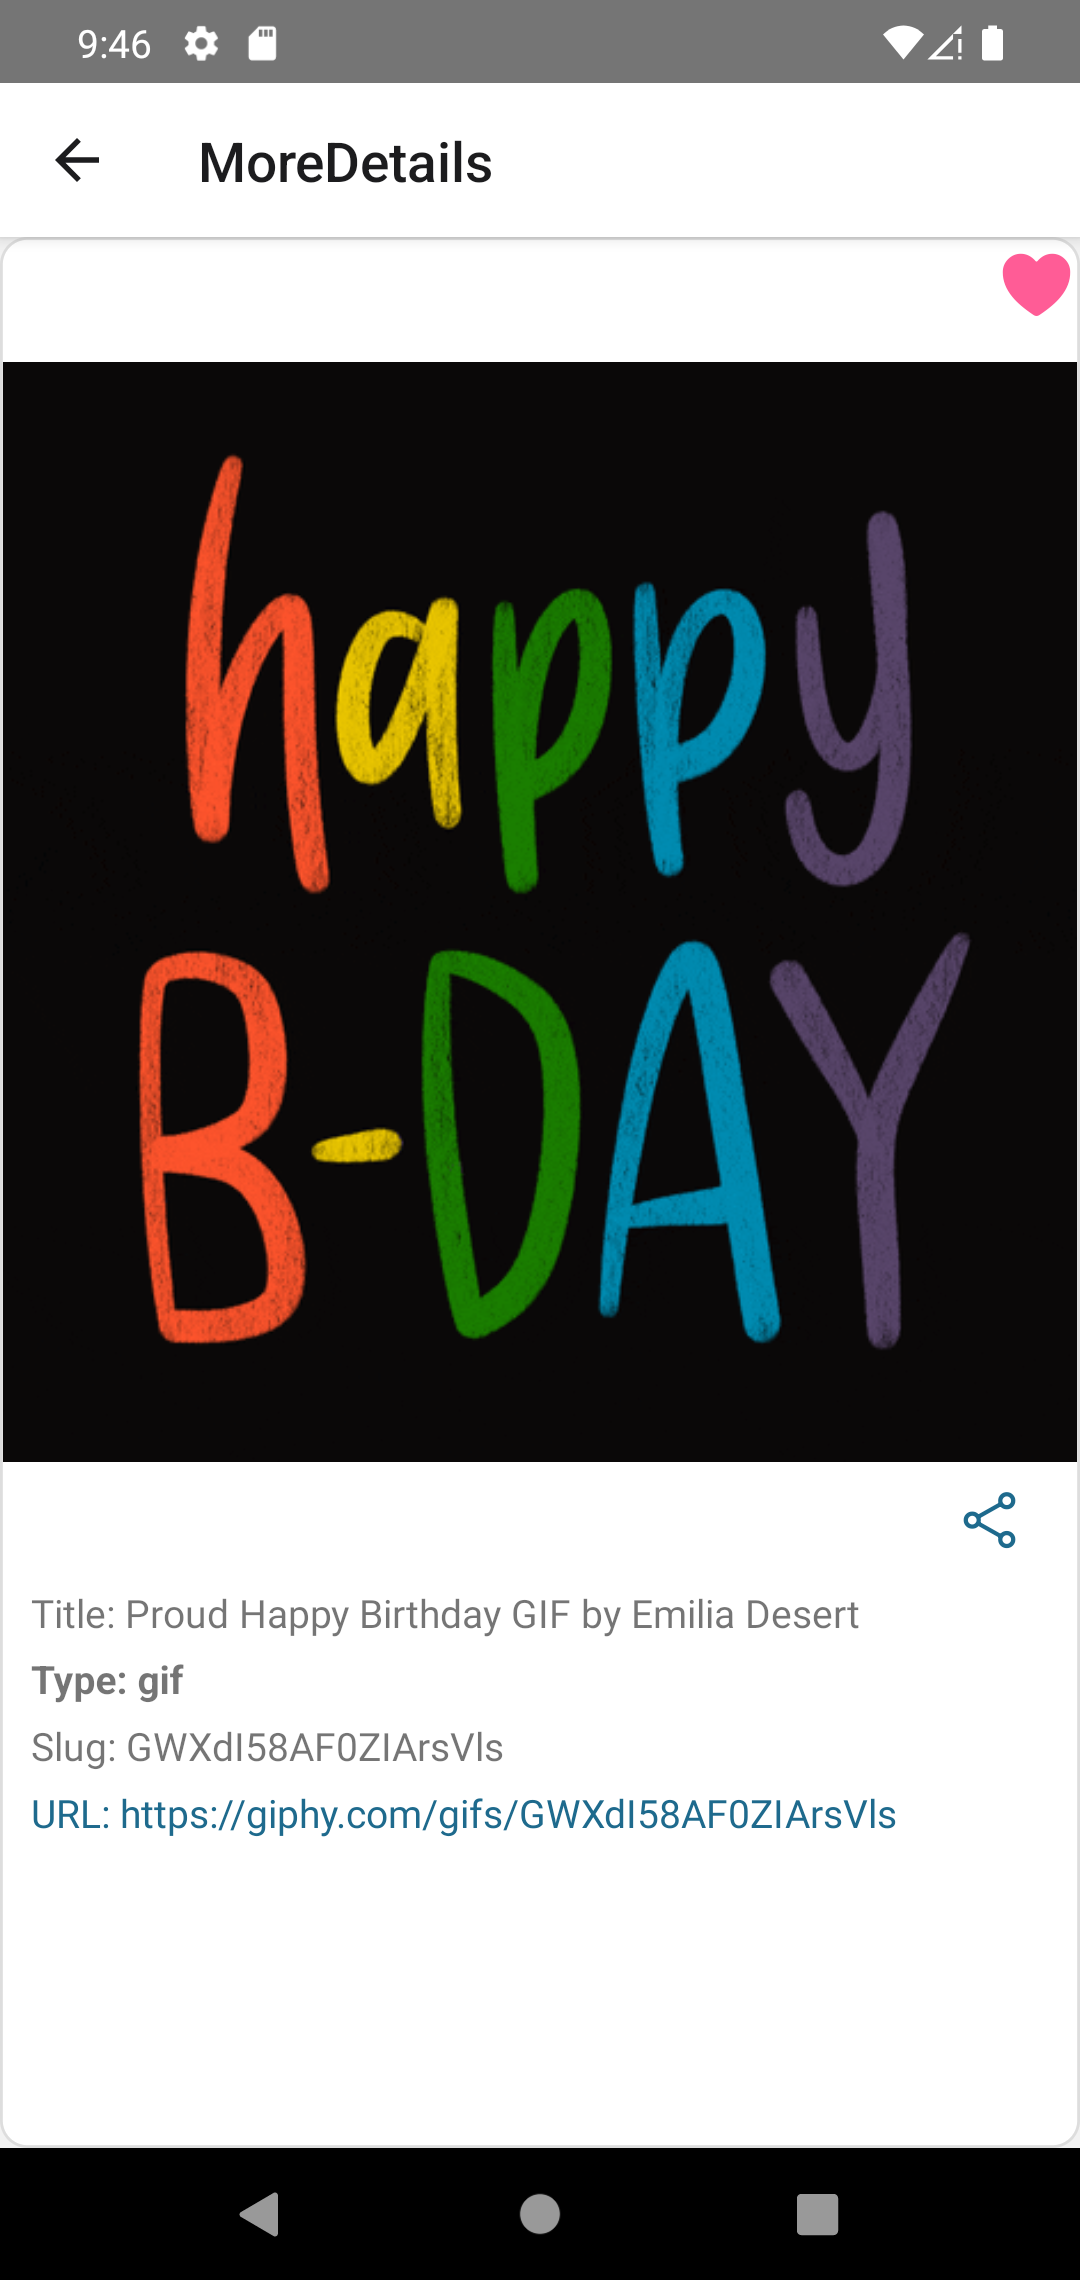 9:46
MoreDetails
happy
B-DAY
Title: Proud Happy Birthday GIF by Emilia Desert
Type: gif
Slug: GWXdI58AF0ZIArsVls
URL: https://giphy.com/gifs/GWXdI58AF0ZIArsVls